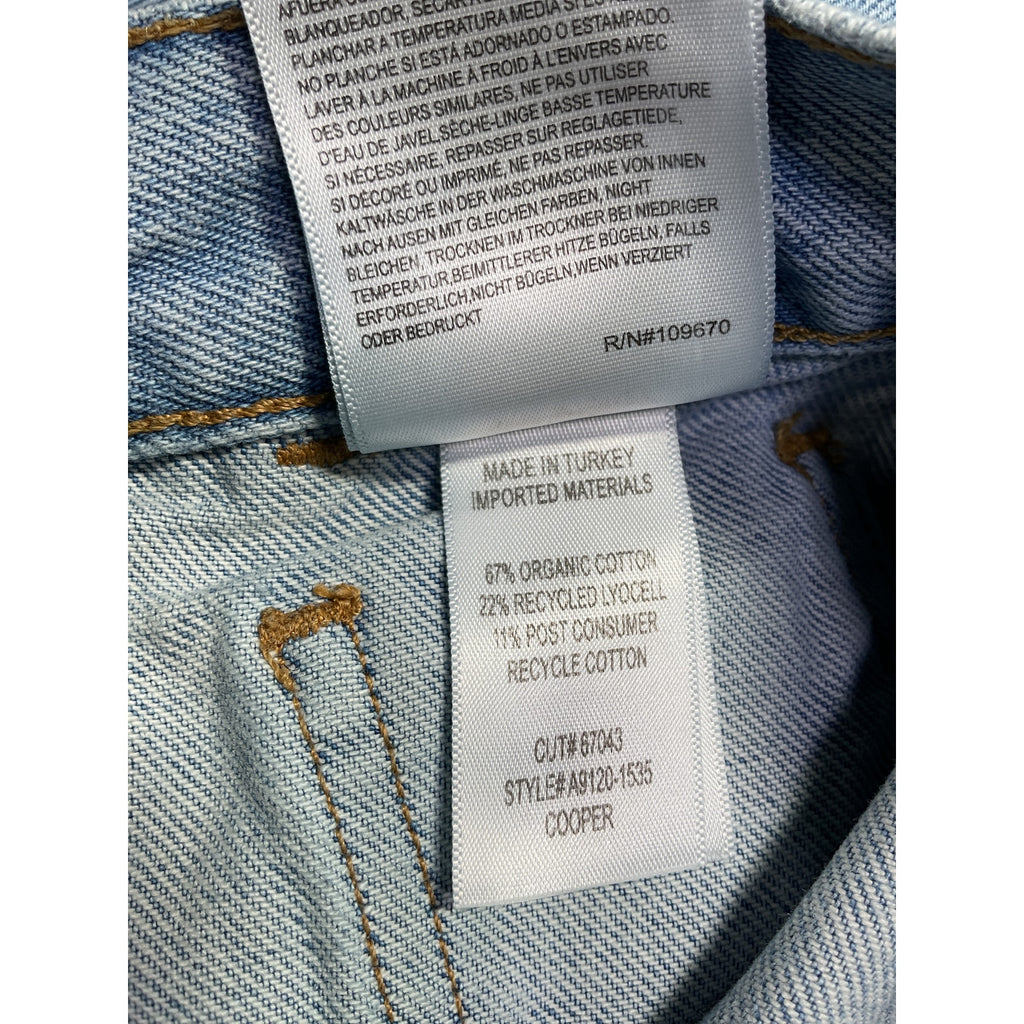 AFUERA
BLANQUEADOR, SECAR
PLANCHAR A TEMPERATURA MEDIA SI ES
NO PLANCHE SI ESTÁ ADORNADO O ESTAMPADO.
LAVER À LA MACHINE À FROID À L'ENVERS AVEC
DES COULEURS SIMILARES, NE PAS UTILISER
D'EAU DE JAVEL.SÈCHE-LINGE BASSE TEMPERATURE
SI NÉCESSAIRE, REPASSER SUR REGLAGETIEDE,
SI DÉCORÉ OU IMPRIMÉ, NE PAS REPASSER.
KALTWÄSCHE IN DER WASCHMASCHINE VON INNEN
NACH AUSEN MIT GLEICHEN FARBEN, NIGHT
BLEICHEN, TROCKNEN IM TROCKNER BEI NIEDRIGER
TEMPERATUR,BEIMITTLERER HITZE BÜGELN, FALLS
ERFORDERLICH,NICHT BÜGELN,WENN VERZIERT
ODER BEDRUCKT
R/N#109670
MADE IN TURKEY
IMPORTED MATERIALS
67% ORGANIC COTTON
22% RECYCLED LYOCELL
11% POST CONSUMER
RECYCLE COTTON
CUT# 67043
STYLE#A9120-1535
COOPER